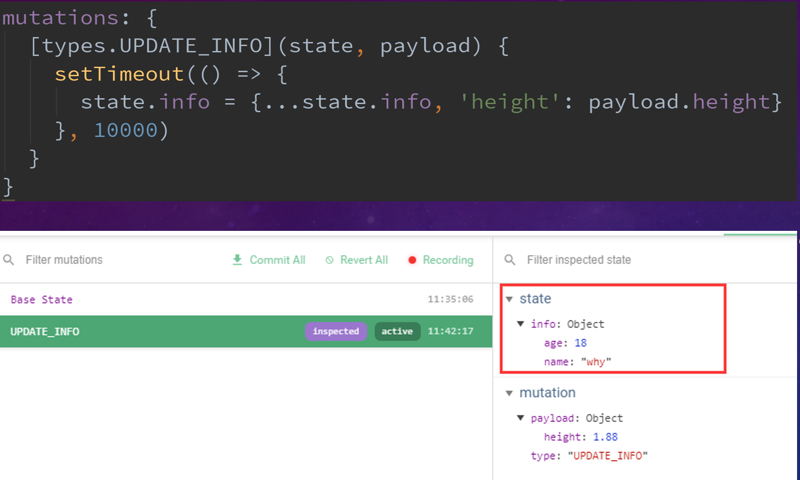 mutations: {
[types.UPDATE_INFO](state, payload) {
setTimeout(() => {
state.info = {...state.info, 'height': payload.height}
}, 10000)
}
}
Filter mutations
Commit All
Revert All
Recording
Base State 11:35:06
UPDATE_INFO inspected active 11:42:17
Filter inspected state
state
info: Object
age: 18
name: "why"
mutation
payload: Object
height: 1.88
type: "UPDATE_INFO"